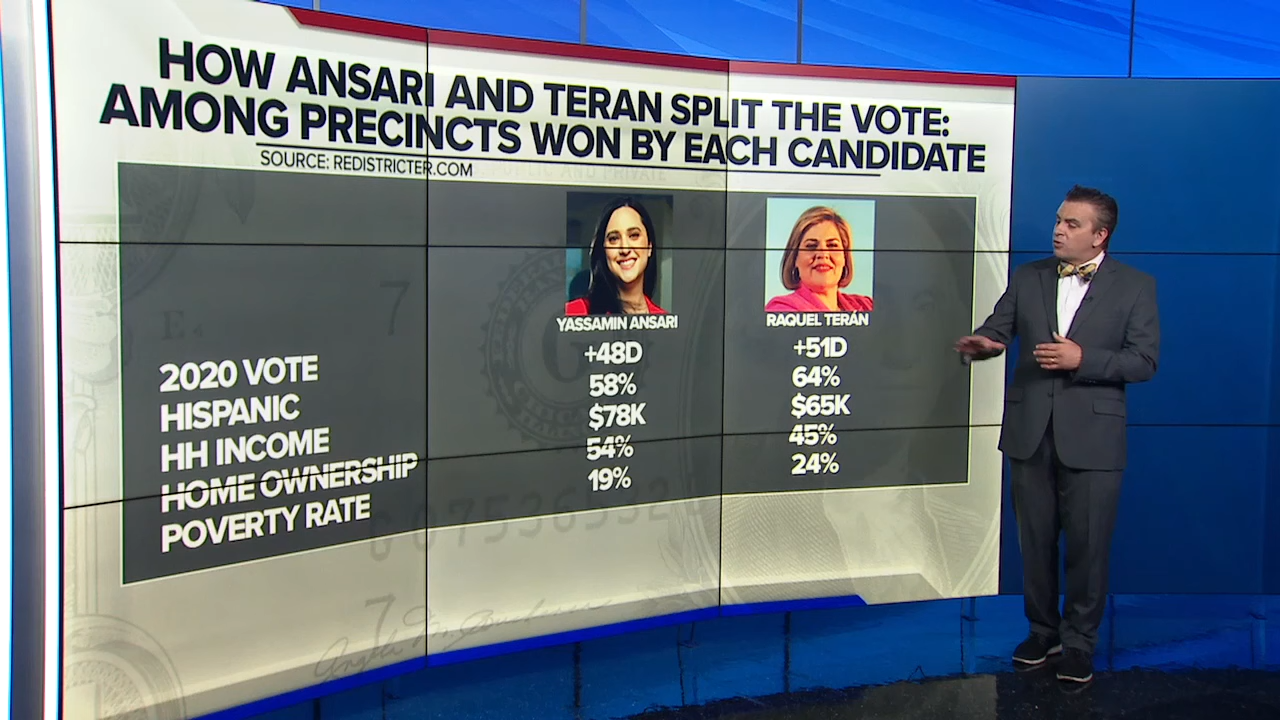 HOW ANSARI AND TERAN SPLIT THE VOTE:
AMONG PRECINCTS WON BY EACH CANDIDATE
SOURCE: REDISTRICTER.COM
YASSAMIN ANSARI
RAQUEL TERÁN
2020 VOTE +48D +51D
HISPANIC 58% 64%
HH INCOME $78K $65K
HOME OWNERSHIP 54% 45%
POVERTY RATE 19% 24%